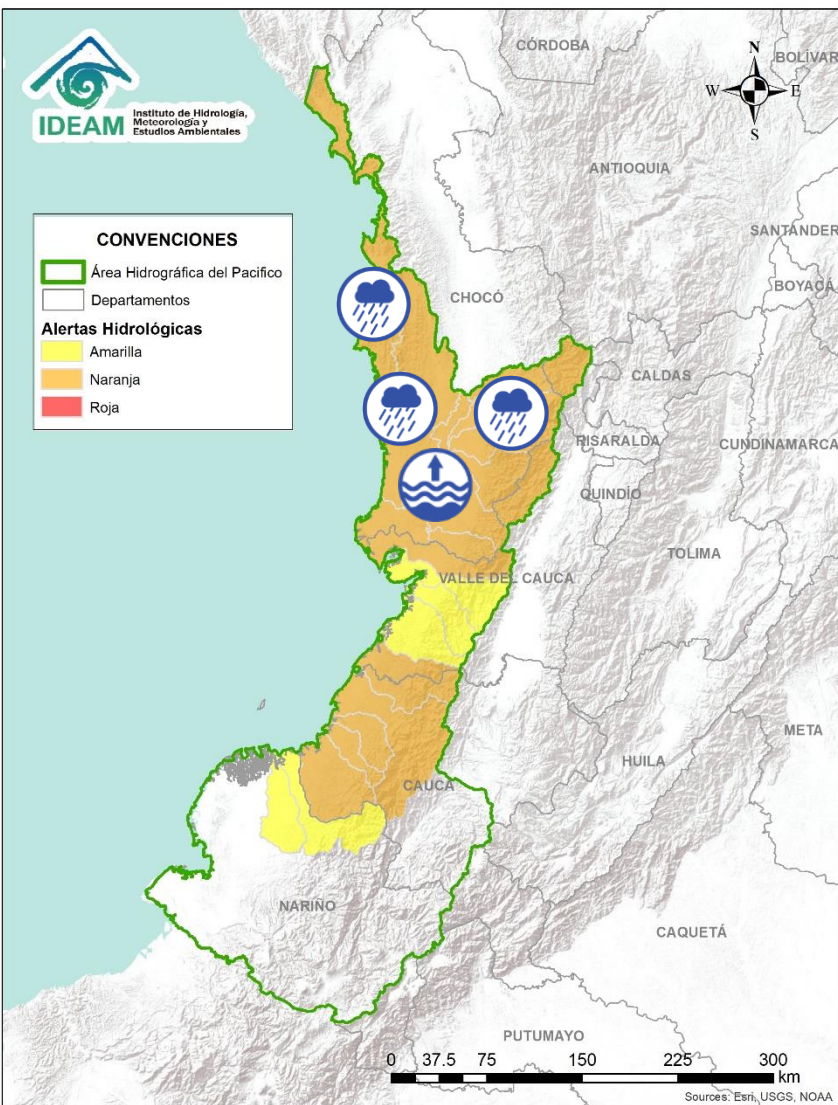 IDEAM
Instituto de Hidrología,
Meteorología y
Estudios Ambientales
N
W
E
S
CONVENCIONES
Área Hidrográfica del Pacifico
Departamentos
Alertas Hidrológicas
Amarilla
Naranja
Roja
CÓRDOBA
BOLÍVAR
ANTIOQUIA
SANTANDER
BOYACÁ
CHOCÓ
CALDAS
RISARALDA
CUNDINAMARCA
QUINDÍO
TOLIMA
VALLE DEL CAUCA
META
HUILA
CAUCA
NARIÑO
CAQUETÁ
PUTUMAYO
0 37.5 75 150 225 300
km
Sources: Esri, USGS, NOAA